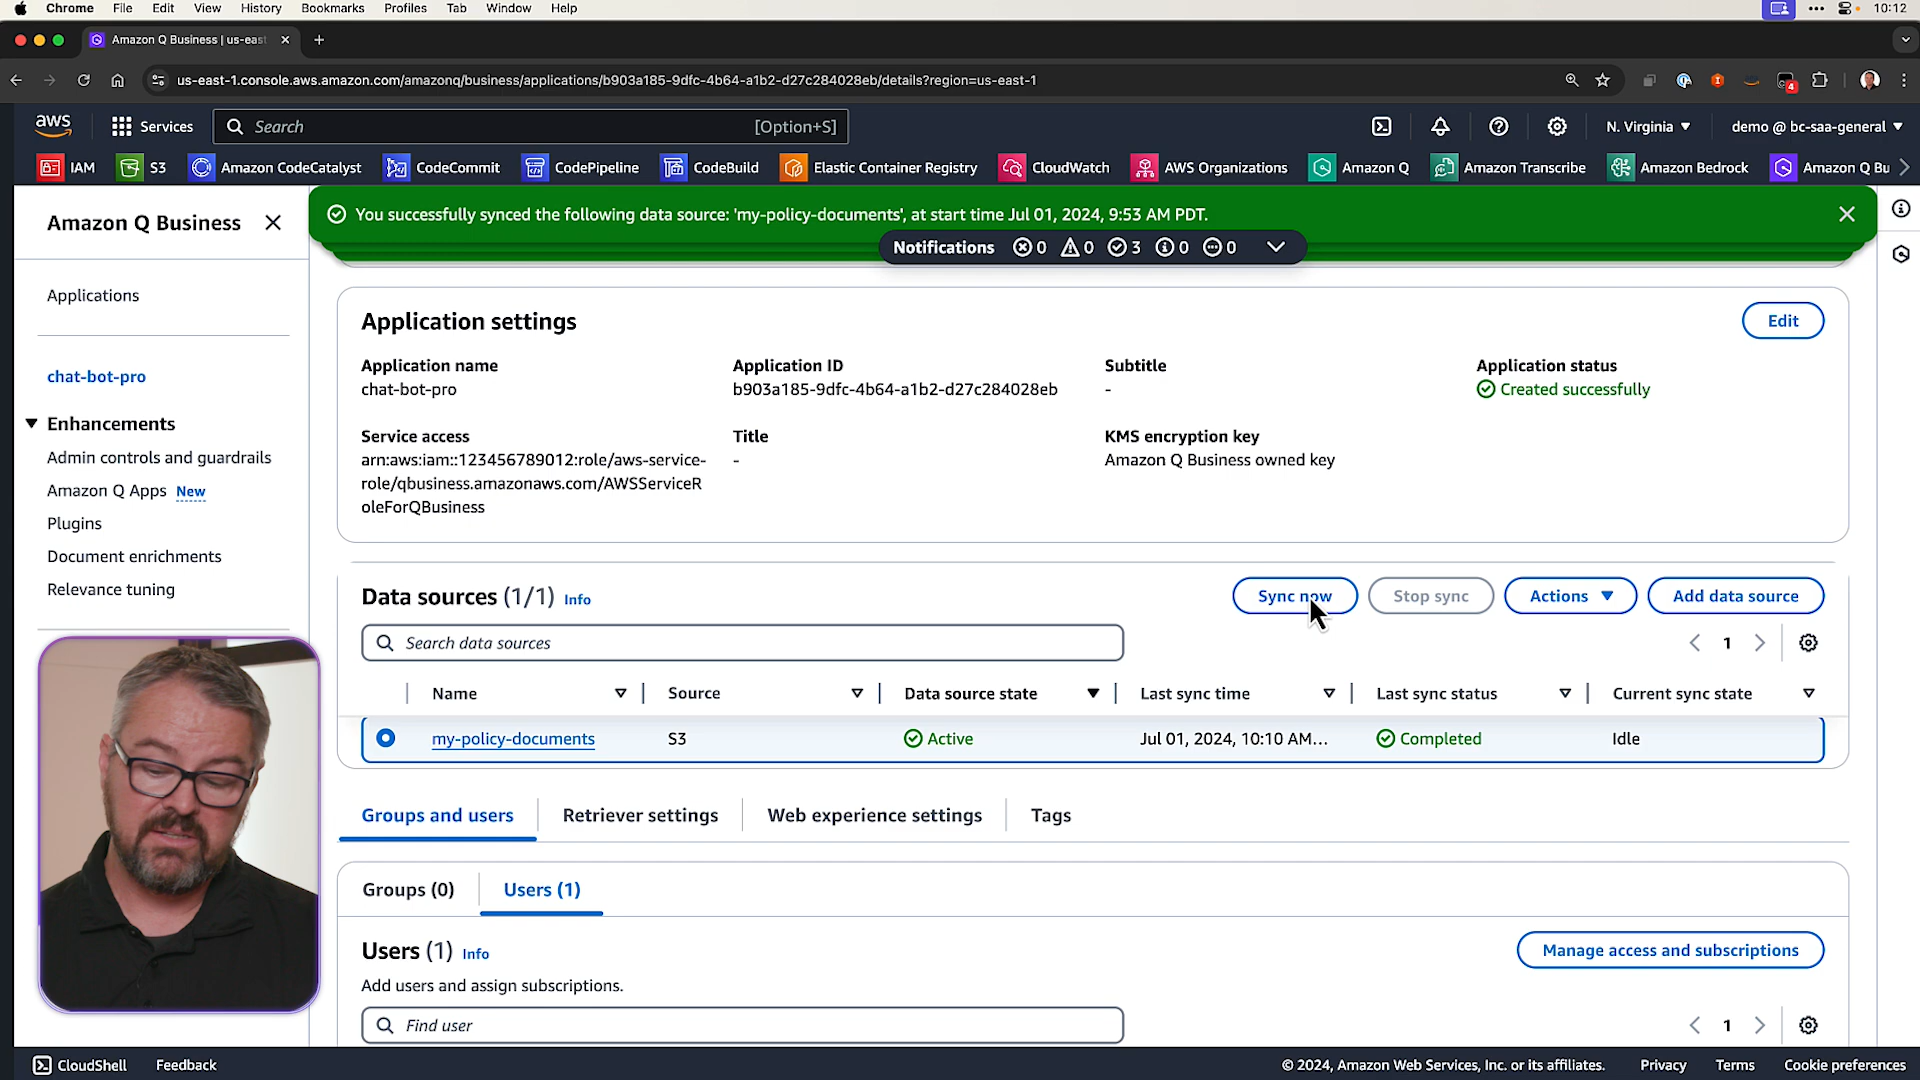 Chrome File Edit View History Bookmarks Profiles Tab Window Help 10:12
Amazon Q Business | us-east
us-east-1.console.aws.amazon.com/amazonq/business/applications/b903a185-9dfc-4b64-a1b2-d27c284028eb/details?region=us-east-1
4
aws Services Search [Option+S] N. Virginia demo @ bc-saa-general
IAM S3 Amazon CodeCatalyst CodeCommit CodePipeline CodeBuild Elastic Container Registry CloudWatch AWS Organizations Amazon Q Amazon Transcribe Amazon Bedrock Amazon Q Bu
Amazon Q Business
You successfully synced the following data source: 'my-policy-documents', at start time Jul 01, 2024, 9:53 AM PDT.
Notifications 0 0 3 0 0
Applications
chat-bot-pro
Enhancements
Admin controls and guardrails
Amazon Q Apps New
Plugins
Document enrichments
Relevance tuning
Application settings Edit
Application name
chat-bot-pro
Application ID
b903a185-9dfc-4b64-a1b2-d27c284028eb
Subtitle
-
Application status
Created successfully
Service access
arn:aws:iam::123456789012:role/aws-service-
role/qbusiness.amazonaws.com/AWSServiceR
oleForQBusiness
Title
-
KMS encryption key
Amazon Q Business owned key
Data sources (1/1) Info Sync now Stop sync Actions Add data source
Search data sources 1
Name Source Data source state Last sync time Last sync status Current sync state
my-policy-documents S3 Active Jul 01, 2024, 10:10 AM... Completed Idle
Groups and users Retriever settings Web experience settings Tags
Groups (0) Users (1)
Users (1) Info Manage access and subscriptions
Add users and assign subscriptions.
Find user 1
CloudShell Feedback © 2024, Amazon Web Services, Inc. or its affiliates. Privacy Terms Cookie preferences